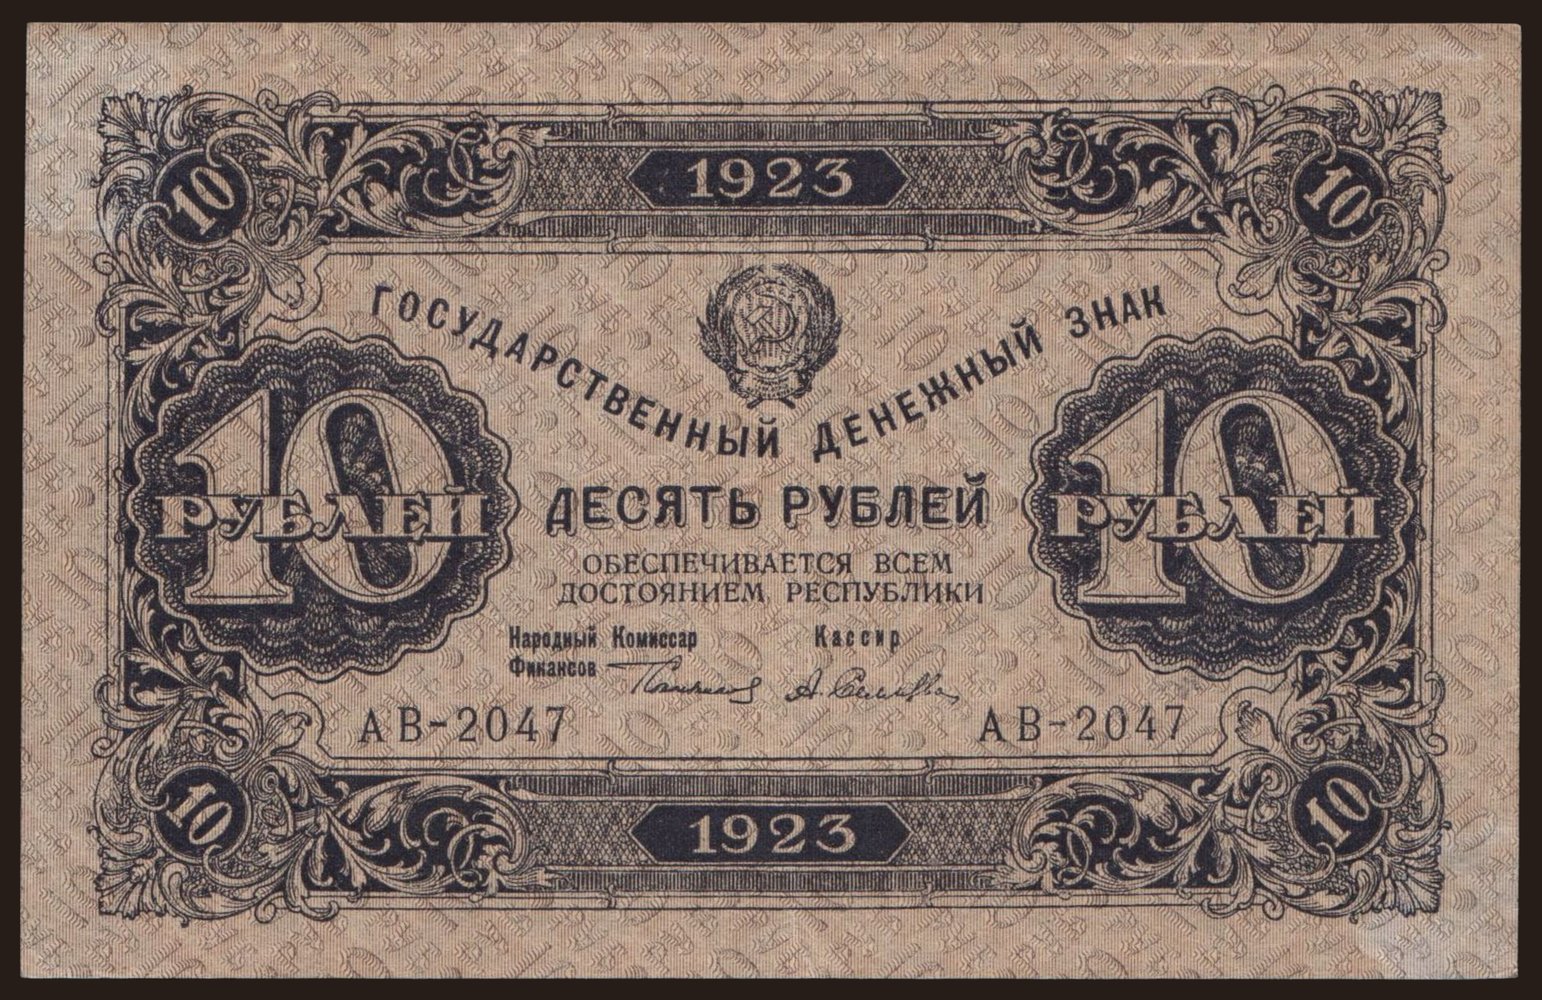 1923
10 10
ГОСУДАРСТВЕННЫЙ ДЕНЕЖНЫЙ ЗНАК
10 10
РУБЛЕЙ ДЕСЯТЬ РУБЛЕЙ РУБЛЕЙ
ОБЕСПЕЧИВАЕТСЯ ВСЕМ
ДОСТОЯНИЕМ РЕСПУБЛИКИ
Народный Комиссар Кассир
Финансов
АВ-2047 АВ-2047
10 10
1923